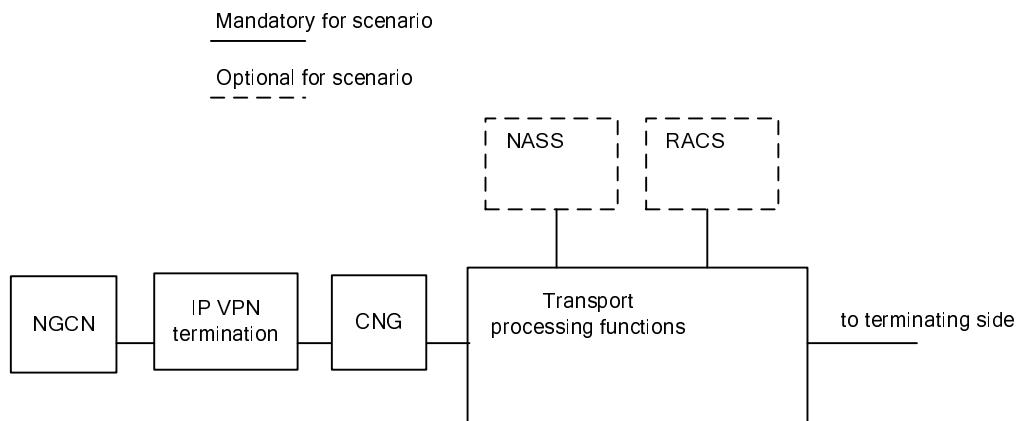 Mandatory for scenario
Optional for scenario
NASS
RACS
NGCN
IP VPN
termination
CNG
Transport
processing functions
to terminating side